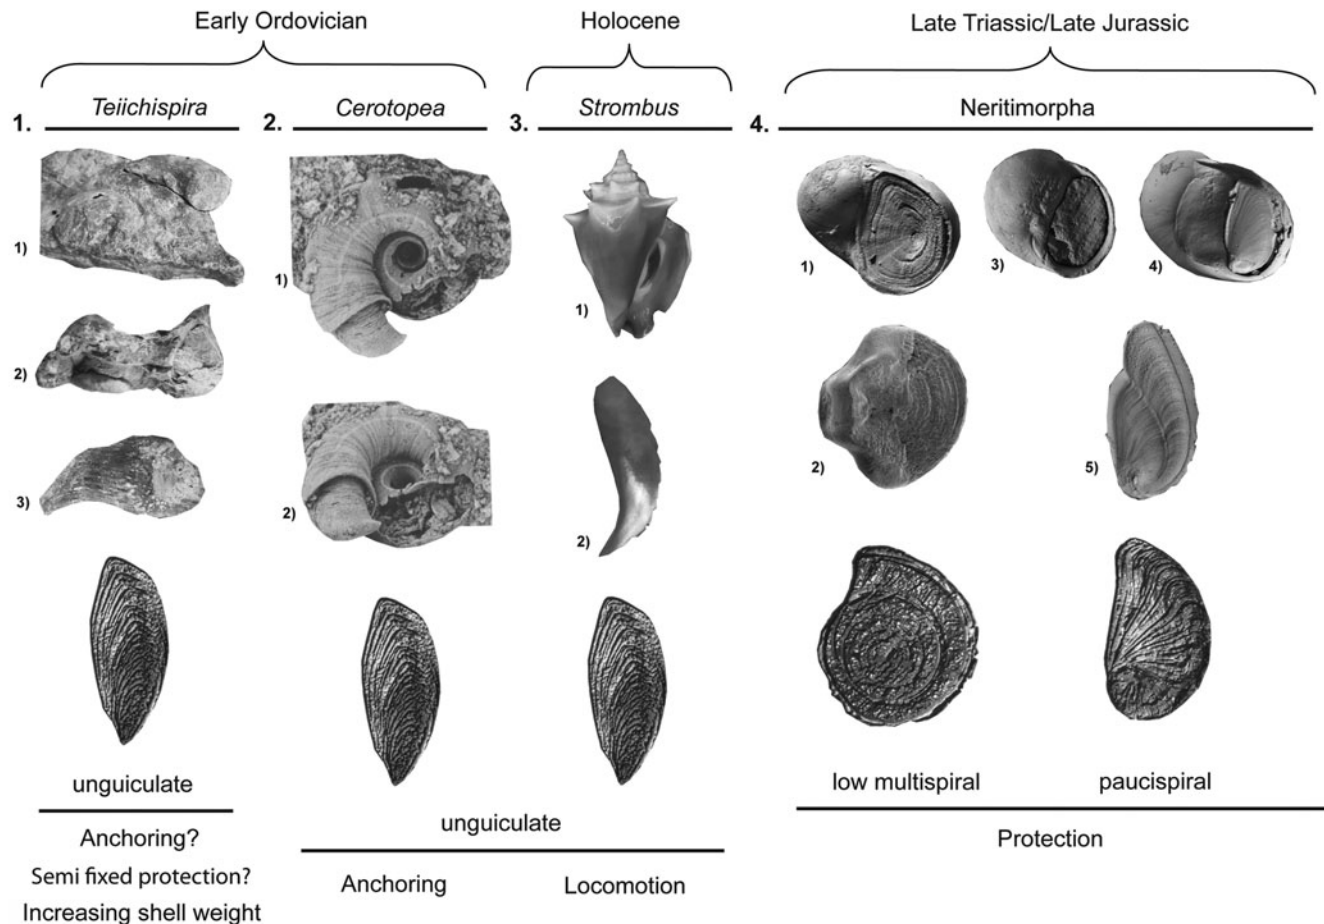 Early Ordovician
Holocene
Late Triassic/Late Jurassic
1.
Teiichispira
2.
Cerotopea
3.
Strombus
4.
Neritimorpha
1)
2)
3)
1)
2)
1)
2)
1)
3)
4)
2)
5)
unguiculate
unguiculate
low multispiral
paucispiral
Anchoring?
Semi fixed protection?
Increasing shell weight
Anchoring
Locomotion
Protection